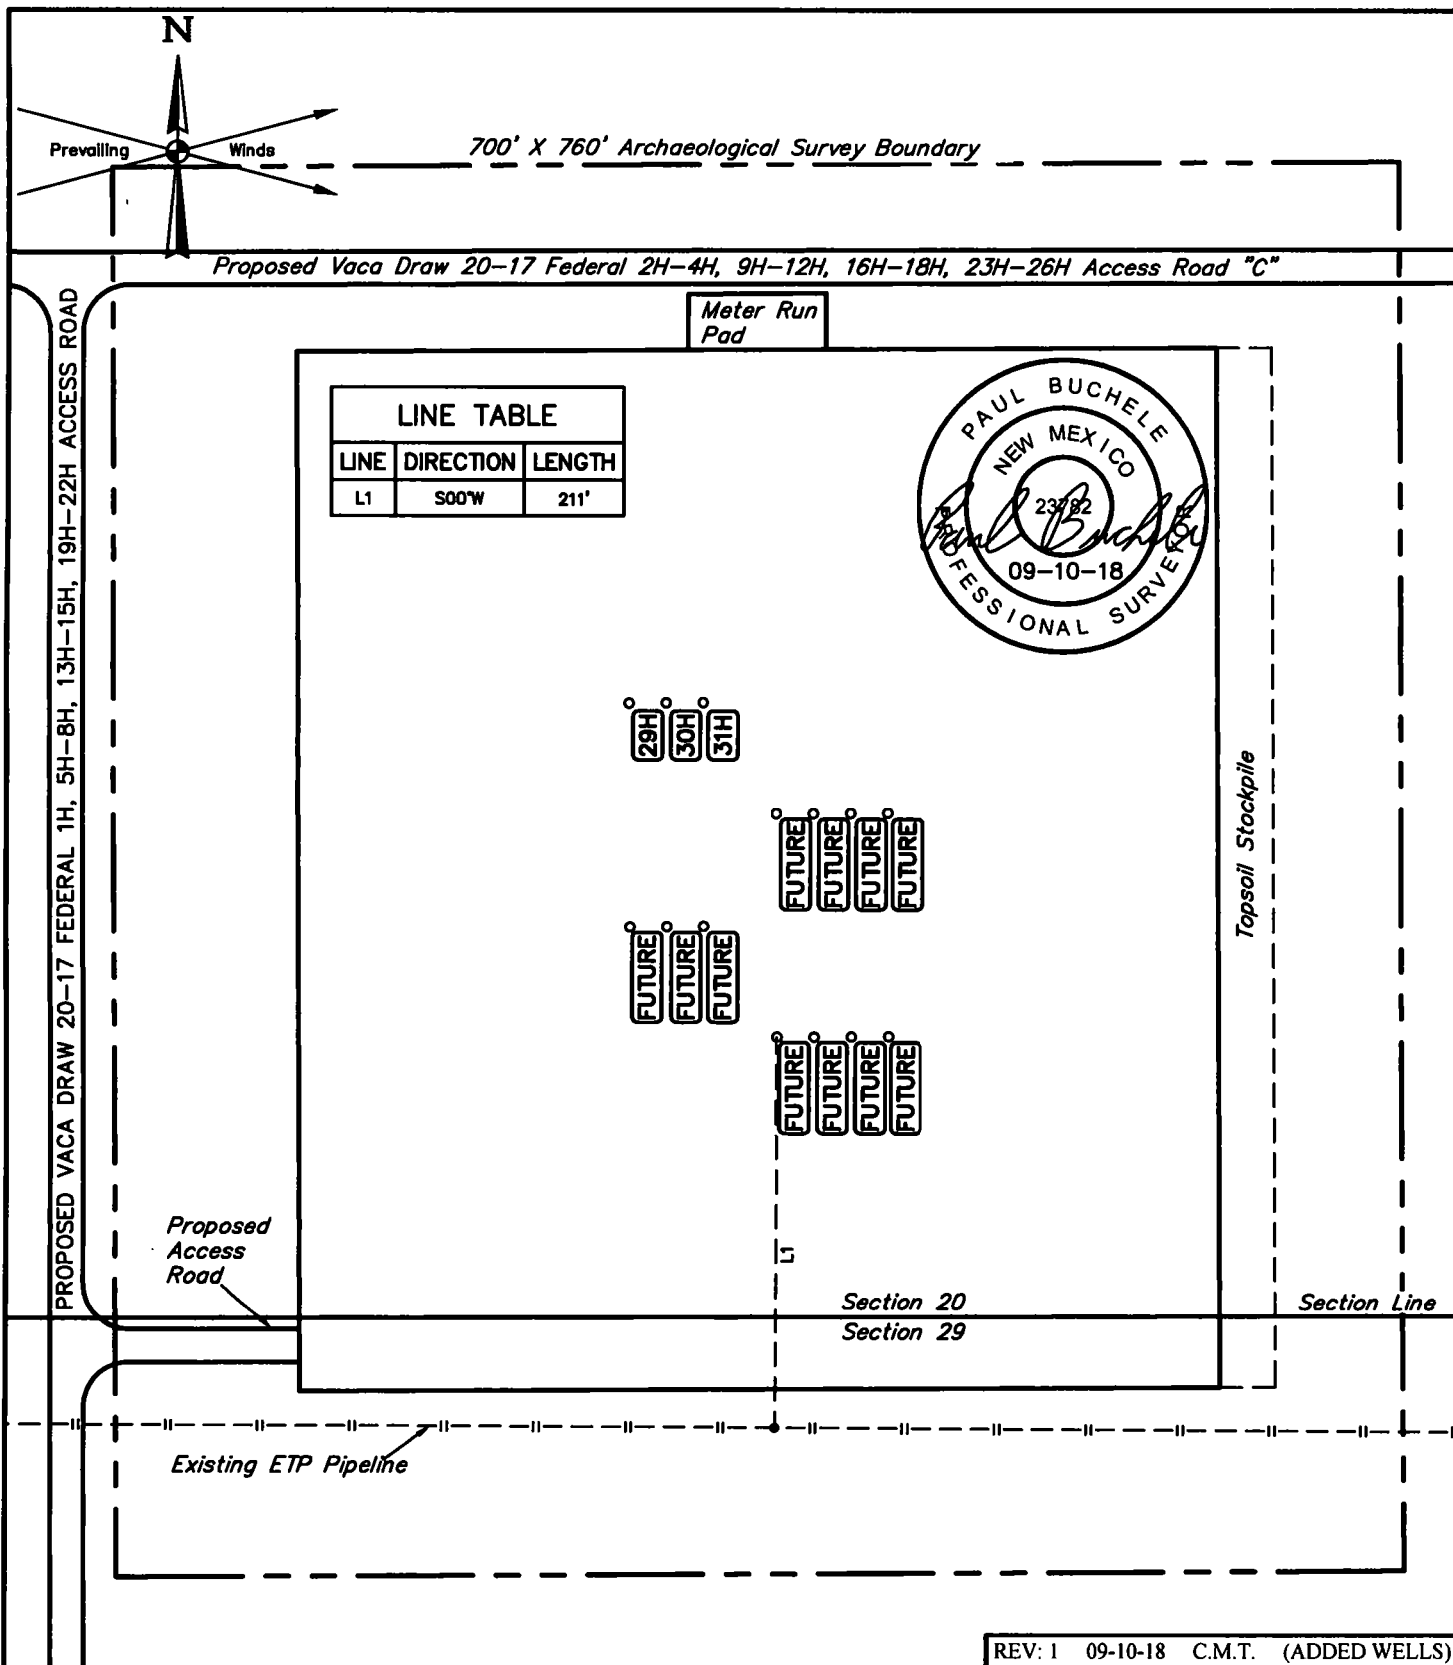 N
Prevailing Winds
700' X 760' Archaeological Survey Boundary
Proposed Vaca Draw 20-17 Federal 2H-4H, 9H-12H, 16H-18H, 23H-26H Access Road "C"
PROPOSED VACA DRAW 20-17 FEDERAL 1H, 5H-8H, 13H-15H, 19H-22H ACCESS ROAD
Meter Run
Pad
LINE TABLE
LINE DIRECTION LENGTH
L1 S00°W 211'
PAUL BUCHELE
NEW MEXICO
23782
Paul Buchele
09-10-18
PROFESSIONAL SURVEYOR
29H
30H
31H
FUTURE
FUTURE
FUTURE
FUTURE
Topsoil Stockpile
FUTURE
FUTURE
FUTURE
FUTURE
FUTURE
FUTURE
FUTURE
L1
Proposed
Access
Road
Section 20
Section Line
Section 29
Existing ETP Pipeline
REV: 1 09-10-18 C.M.T. (ADDED WELLS)